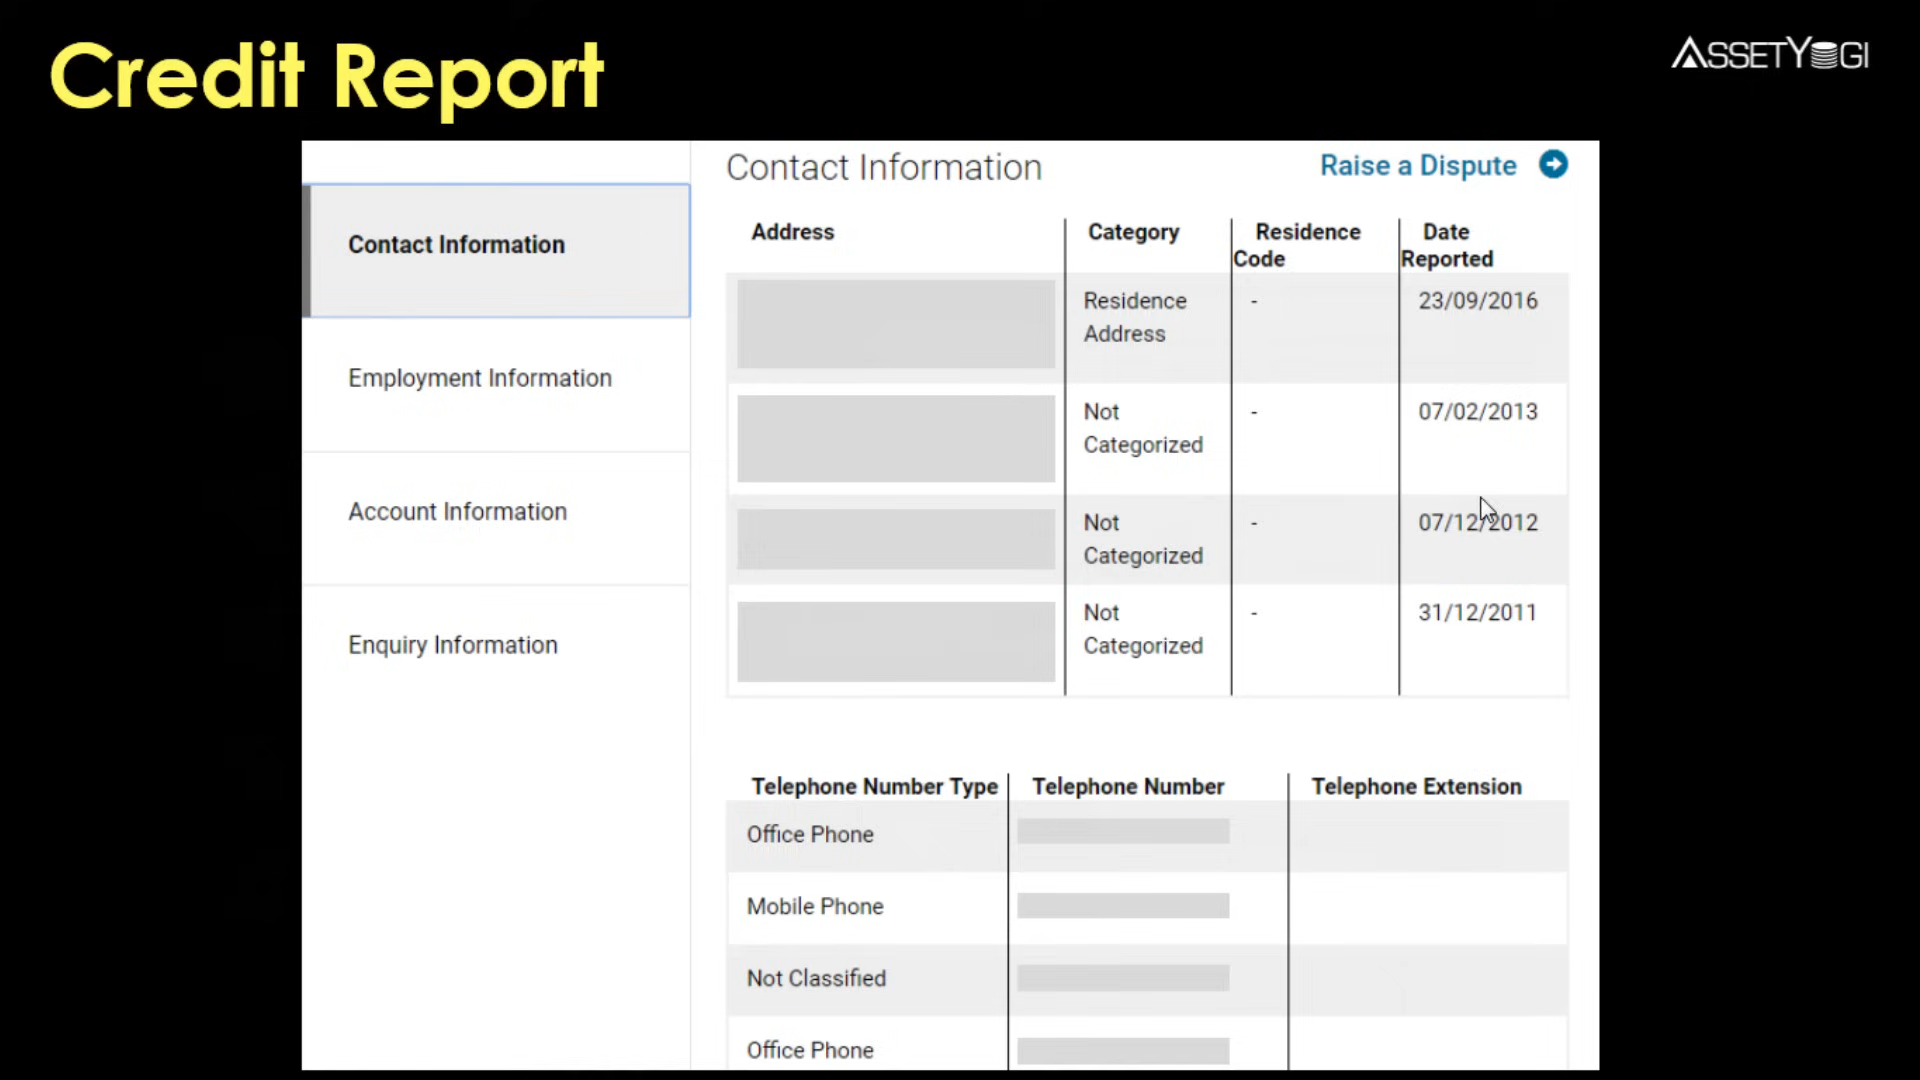 Credit Report
ASSETYOGI
Contact Information
Employment Information
Account Information
Enquiry Information
Contact Information
Raise a Dispute
Address Category Residence Code Date Reported
Residence Address - 23/09/2016
Not Categorized - 07/02/2013
Not Categorized - 07/12/2012
Not Categorized - 31/12/2011
Telephone Number Type Telephone Number Telephone Extension
Office Phone
Mobile Phone
Not Classified
Office Phone